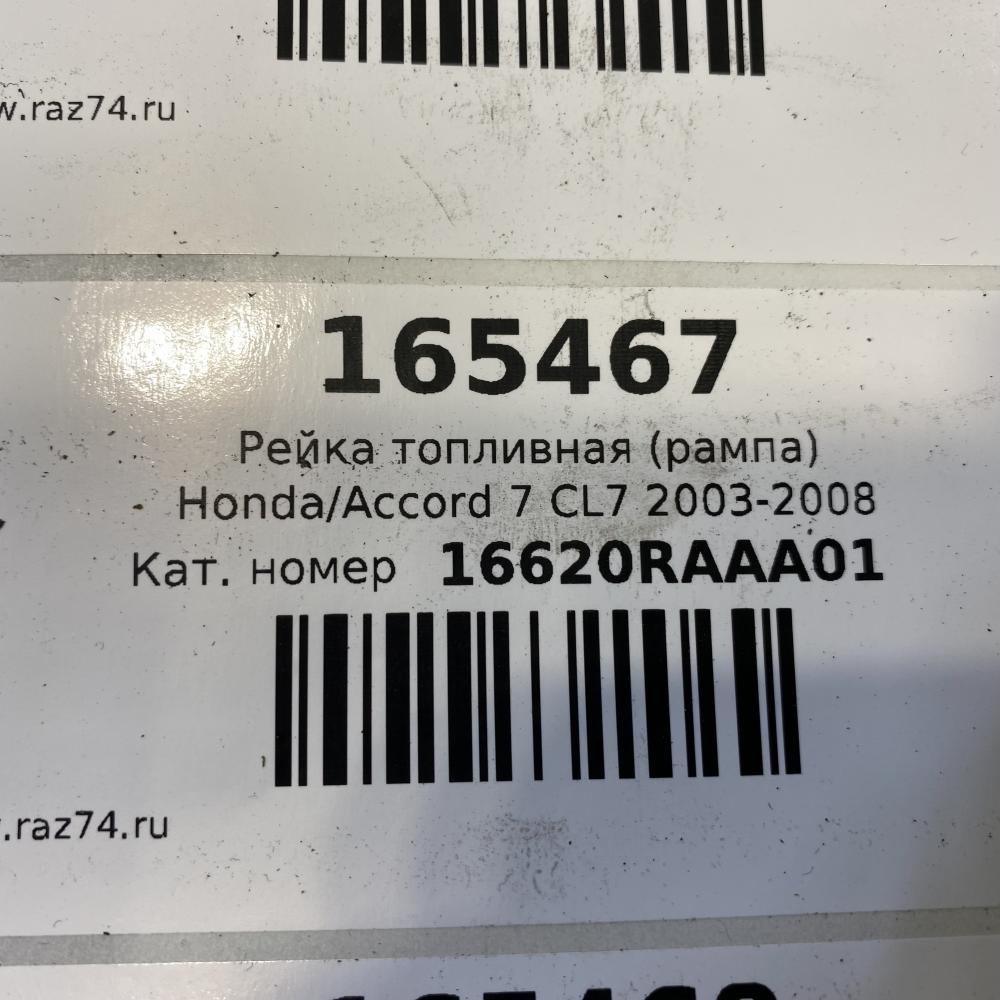 .raz74.ru
165467
Рейка топливная (рампа)
Honda/Accord 7 CL7 2003-2008
Кат. номер 16620RAAA01
.raz74.ru